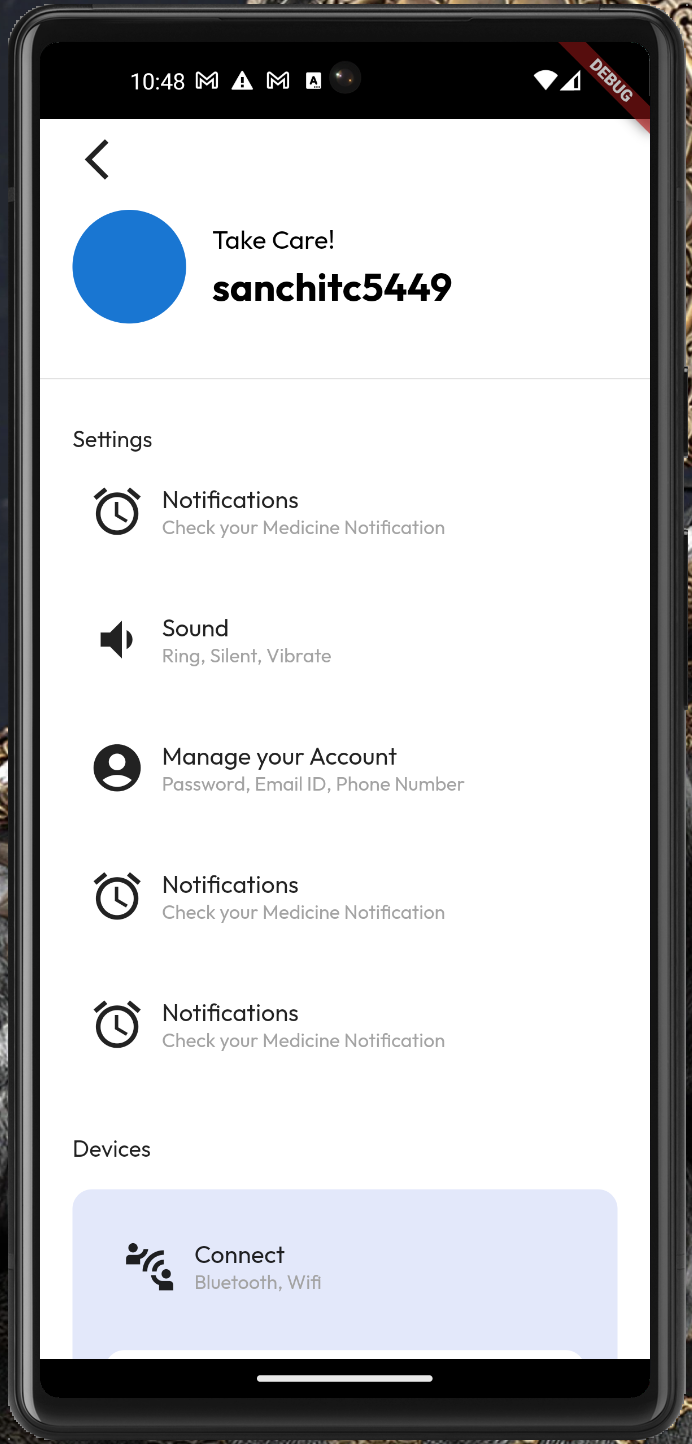 10:48
DEBUG
Take Care!
sanchitc5449
Settings
Notifications
Check your Medicine Notification
Sound
Ring, Silent, Vibrate
Manage your Account
Password, Email ID, Phone Number
Notifications
Check your Medicine Notification
Notifications
Check your Medicine Notification
Devices
Connect
Bluetooth, Wifi